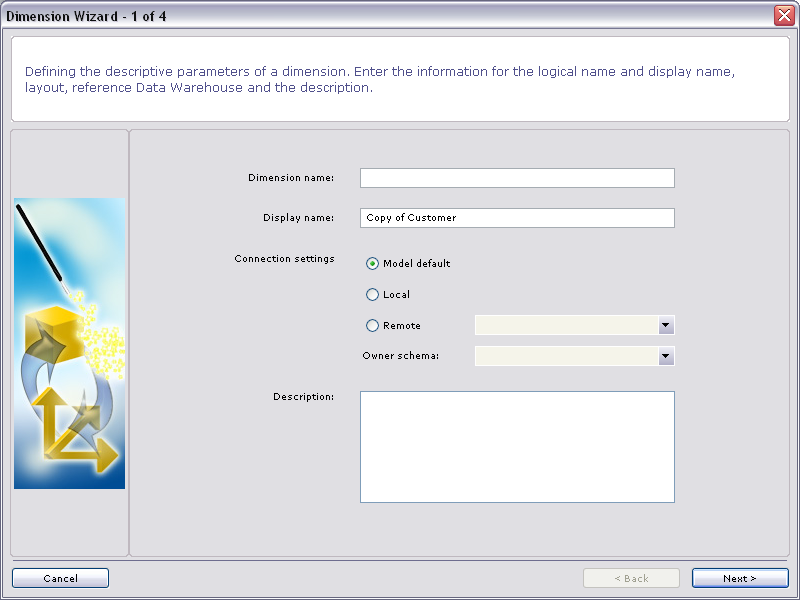 Dimension Wizard - 1 of 4
Defining the descriptive parameters of a dimension. Enter the information for the logical name and display name,
layout, reference Data Warehouse and the description.
Dimension name:
Display name: Copy of Customer
Connection settings
Model default
Local
Remote
Owner schema:
Description:
Cancel < Back Next >